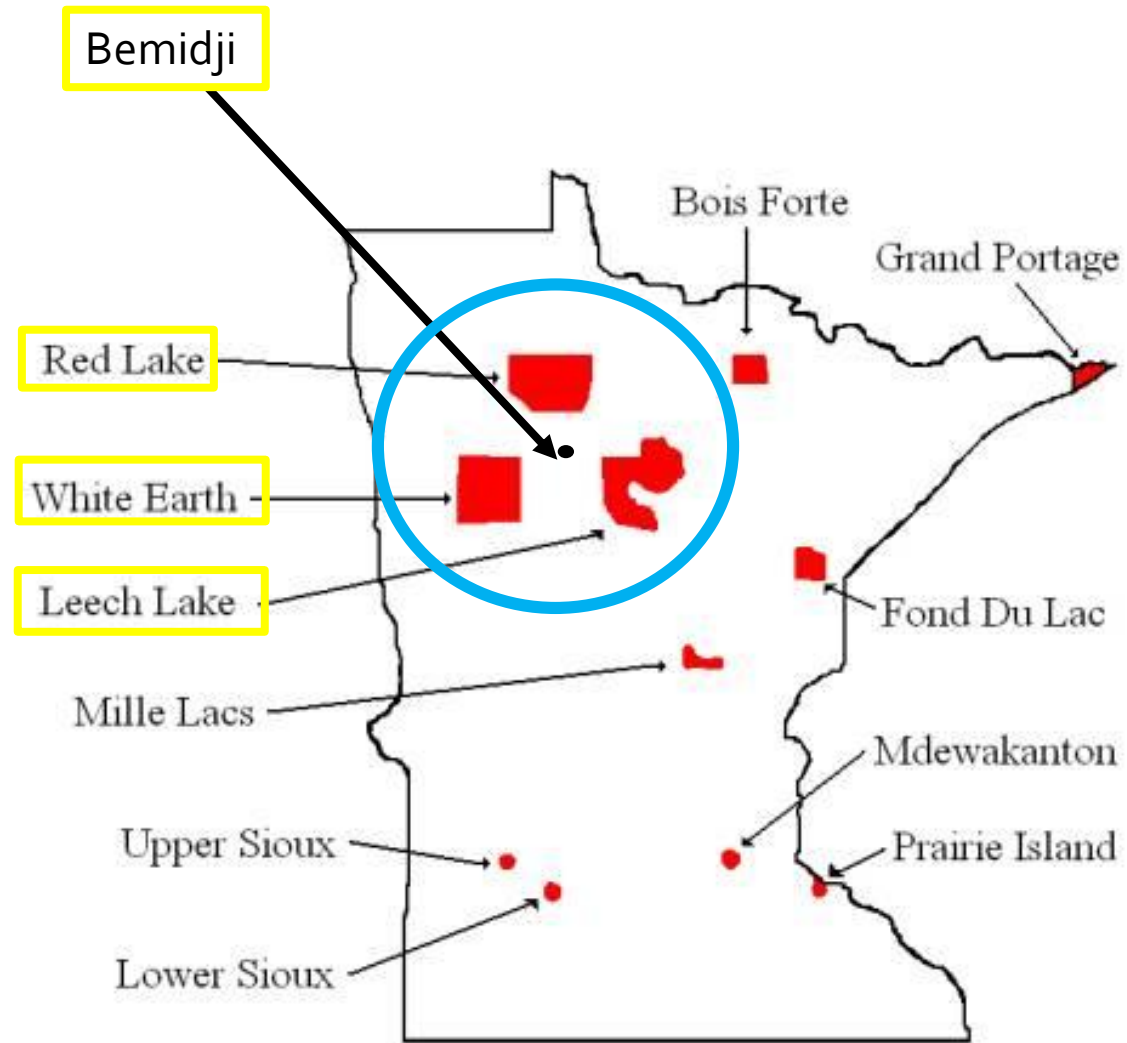 Bemidji
Bois Forte
Grand Portage
Red Lake
White Earth
Leech Lake
Fond Du Lac
Mille Lacs
Mdewakanton
Upper Sioux
Prairie Island
Lower Sioux